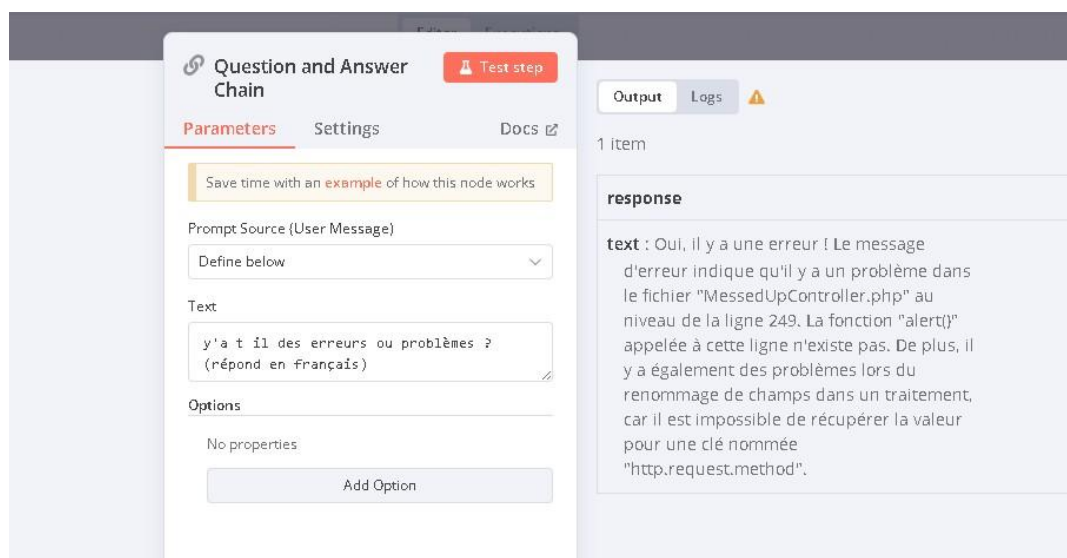 Question and Answer
Chain
Test step
Parameters
Settings
Docs
Save time with an example of how this node works
Prompt Source (User Message)
Define below
Text
y'a t il des erreurs ou problèmes ?
(répond en français)
Options
No properties
Add Option
Output
Logs
1 item
response
text : Oui, il y a une erreur ! Le message
d'erreur indique qu'il y a un problème dans
le fichier "MessedUpController.php" au
niveau de la ligne 249. La fonction "alert()"
appelée à cette ligne n'existe pas. De plus, il
y a également des problèmes lors du
renommage de champs dans un traitement,
car il est impossible de récupérer la valeur
pour une clé nommée
"http.request.method".